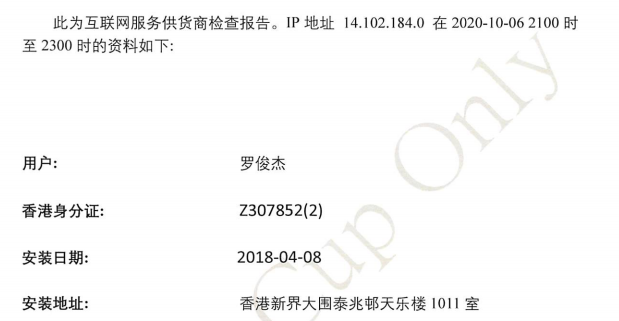 此为互联网服务供货商检查报告。IP 地址 14.102.184.0 在 2020-10-06 2100 时
至 2300 时的资料如下:
用户: 罗俊杰
香港身分证: Z307852(2)
安装日期: 2018-04-08
安装地址: 香港新界大围泰兆邨天乐楼 1011 室
Cup Only